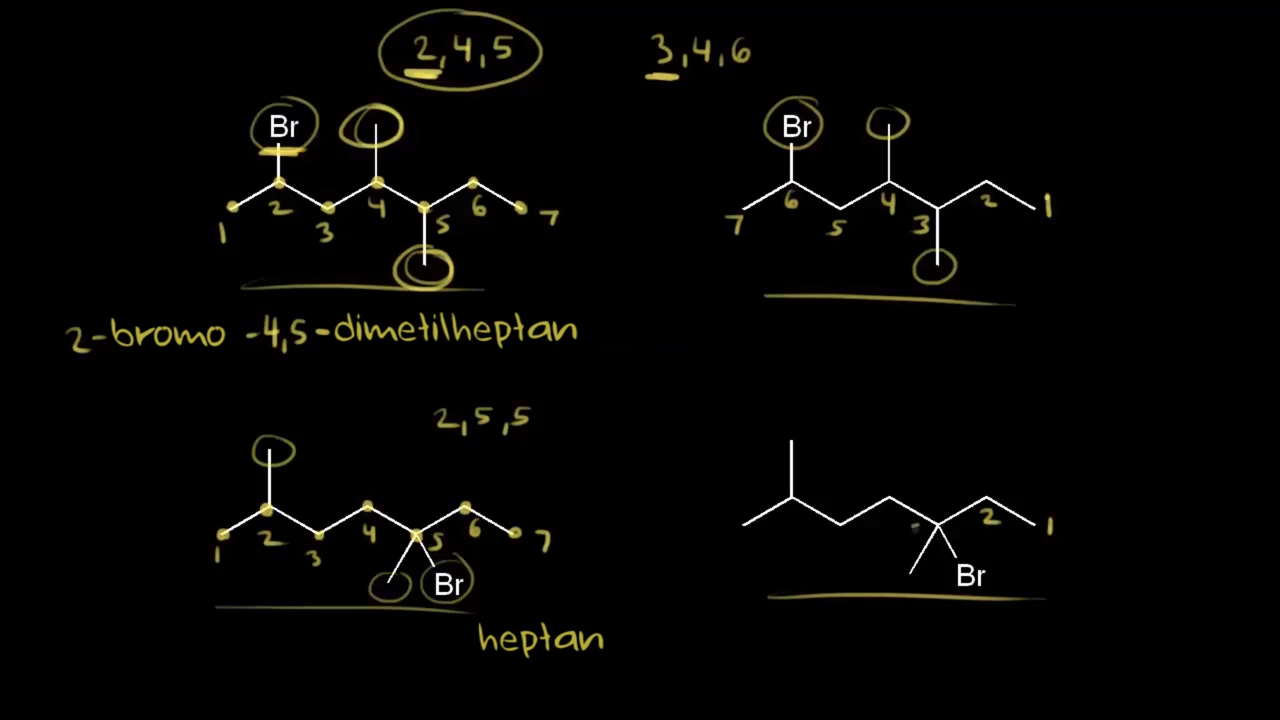 2,4,5 3,4,6
Br Br
1 2 3 4 5 6 7 7 6 5 4 3 2 1
2-bromo -4,5-dimetilheptan
2,5,5
1 2 3 4 5 6 7 2 1
Br Br
heptan